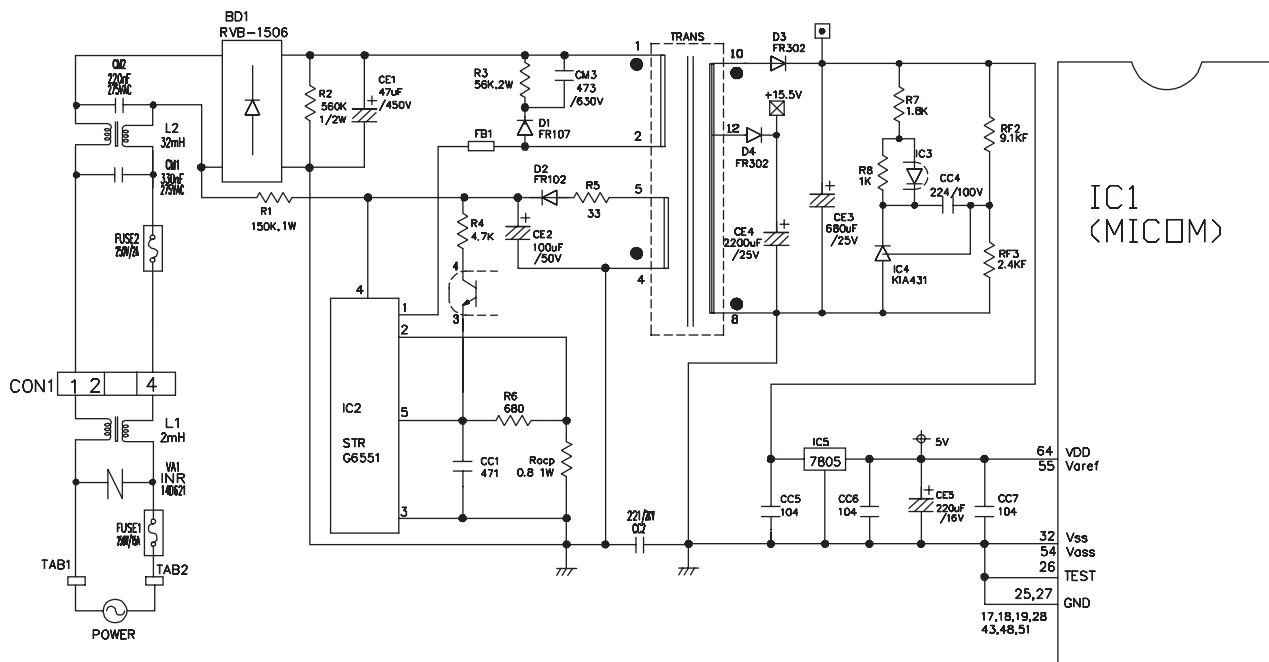 BD1
RVB-1506
CM2
220nF
275VAC
L2
32mH
CM1
330nF
275VAC
FUSE2
250V/2A
CON1
1 2 4
L1
2mH
VA1
INR
14D621
FUSE1
TAB1
TAB2
POWER
R2
560K
1/2W
CE1
47uF
/450V
+
R3
56K,2W
CM3
473
/630V
D1
FR107
FB1
R1
150K,1W
D2
FR102
R5
33
R4
4.7K
+
CE2
100uF
/50V
4
3
4
1
2
5
3
IC2
STR
G6551
R6
680
CC1
471
Rocp
0.8 1W
CC2
TRANS
1
2
5
4
10
12
8
D3
FR302
+15.5V
D4
FR302
+
CE4
2200uF
/25V
+
CE3
680uF
/25V
R7
1.8K
R8
1K
IC3
CC4
224/100V
RF2
9.1KF
IC4
KIA431
RF3
2.4KF
IC1
(MICOM)
IC5
7805
5V
CC5
104
CC6
104
+
CE5
220uF
/16V
CC7
104
64 VDD
55 Varef
32 Vss
54 Vass
26 TEST
25,27 GND
17,18,19,28
43,48,51